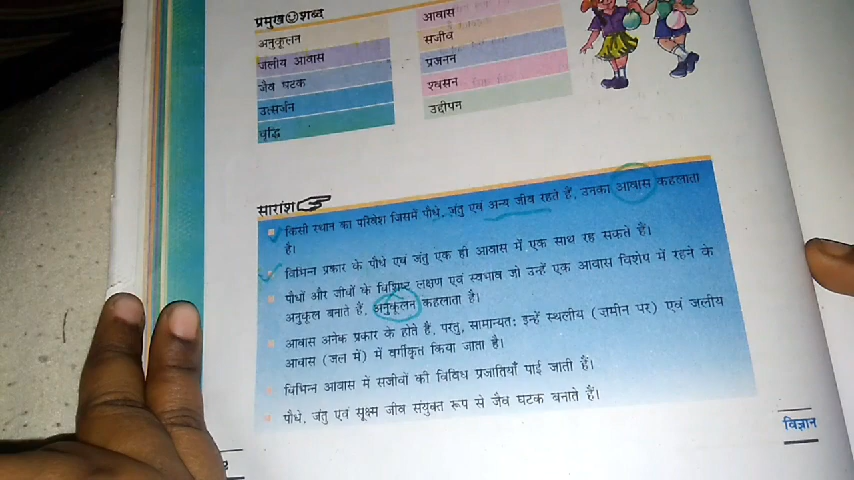 प्रमुख शब्द
अनुकूलन
जलीय आवास
जैव घटक
उत्सर्जन
वृद्धि
आवास
सजीव
प्रजनन
श्वसन
उद्दीपन
सारांश
किसी स्थान का परिवेश जिसमें पौधे, जंतु एवं अन्य जीव रहते हैं, उनका आवास कहलाता
है।
विभिन्न प्रकार के पौधे एवं जंतु एक ही आवास में एक साथ रह सकते हैं।
पौधों और जीवों के विशिष्ट लक्षण एवं स्वभाव जो उन्हें एक आवास विशेष में रहने के
अनुकूल बनाते हैं, अनुकूलन कहलाता है।
आवास अनेक प्रकार के होते हैं, परंतु, सामान्यतः इन्हें स्थलीय (ज़मीन पर) एवं जलीय
आवास (जल में) में वर्गीकृत किया जाता है।
विभिन्न आवास में सजीवों की विविध प्रजातियाँ पाई जाती हैं।
पौधे, जंतु एवं सूक्ष्म जीव संयुक्त रूप से जैव घटक बनाते हैं।
विज्ञान